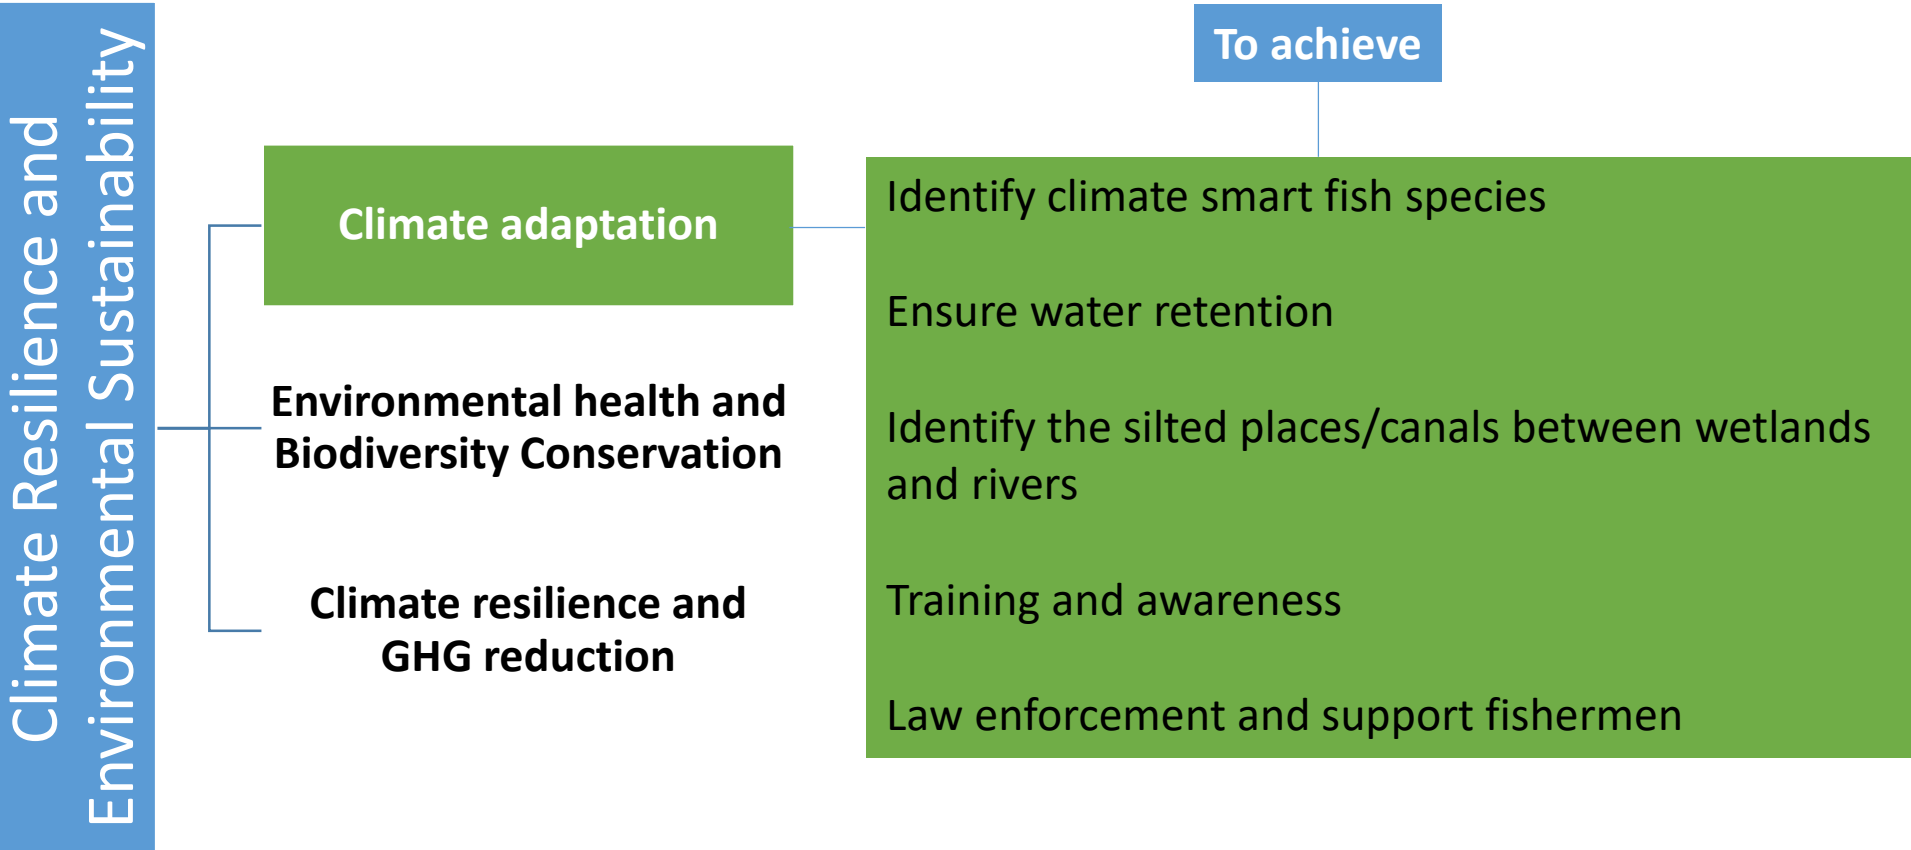 Climate Resilience and
Environmental Sustainability
To achieve
Climate adaptation
Environmental health and
Biodiversity Conservation
Climate resilience and
GHG reduction
Identify climate smart fish species
Ensure water retention
Identify the silted places/canals between wetlands
and rivers
Training and awareness
Law enforcement and support fishermen